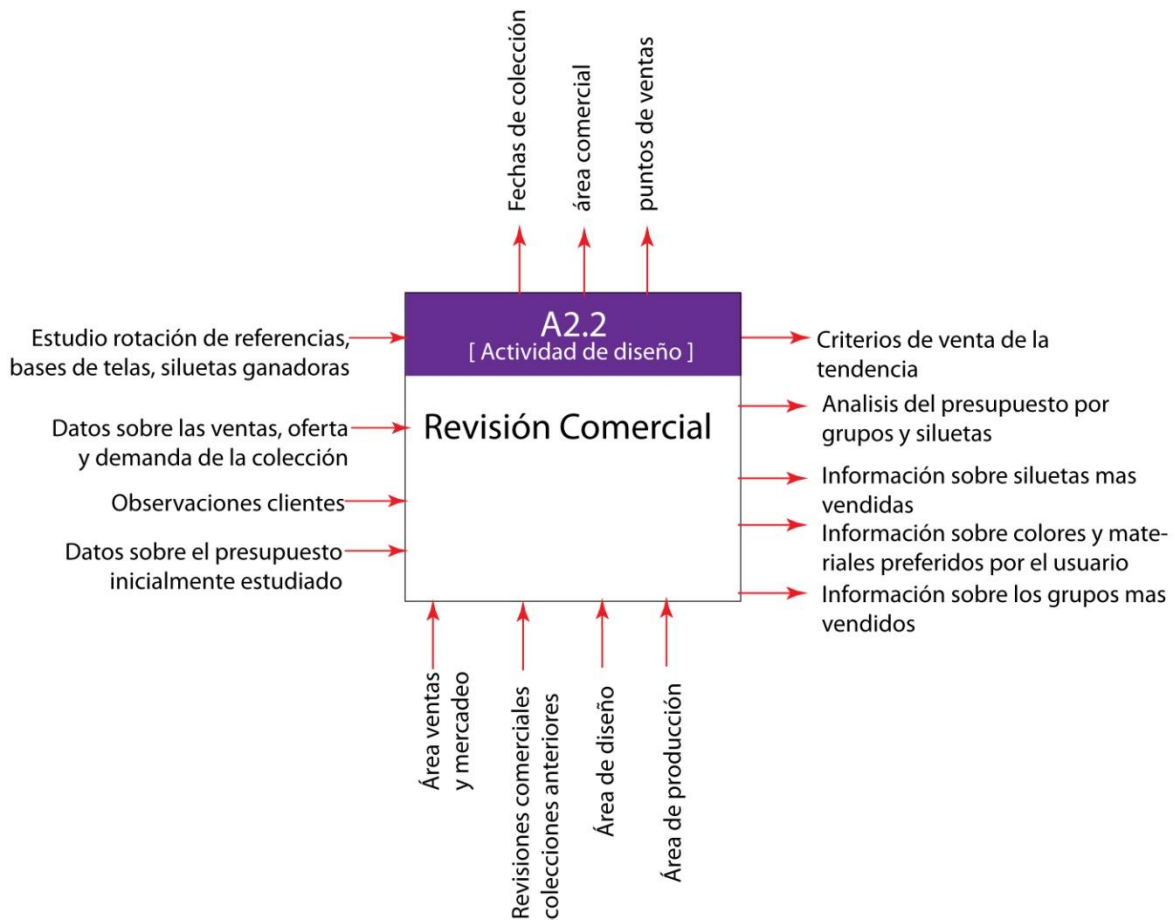 Fechas de colección
área comercial
puntos de ventas
A2.2
[ Actividad de diseño ]
Revisión Comercial
Estudio rotación de referencias,
bases de telas, siluetas ganadoras
Datos sobre las ventas, oferta
y demanda de la colección
Observaciones clientes
Datos sobre el presupuesto
inicialmente estudiado
Criterios de venta de la
tendencia
Analisis del presupuesto por
grupos y siluetas
Información sobre siluetas mas
vendidas
Información sobre colores y mate-
riales preferidos por el usuario
Información sobre los grupos mas
vendidos
Área ventas
y mercadeo
Revisiones comerciales
colecciones anteriores
Área de diseño
Área de producción